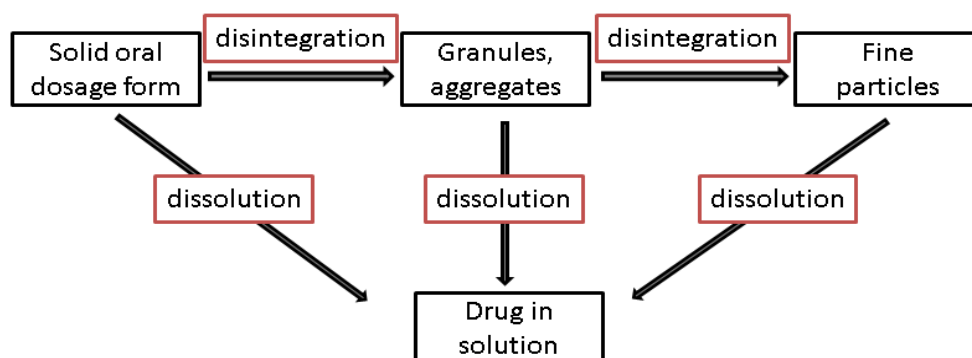 disintegration
disintegration
Solid oral
dosage form
Granules,
aggregates
Fine
particles
dissolution
dissolution
dissolution
Drug in
solution